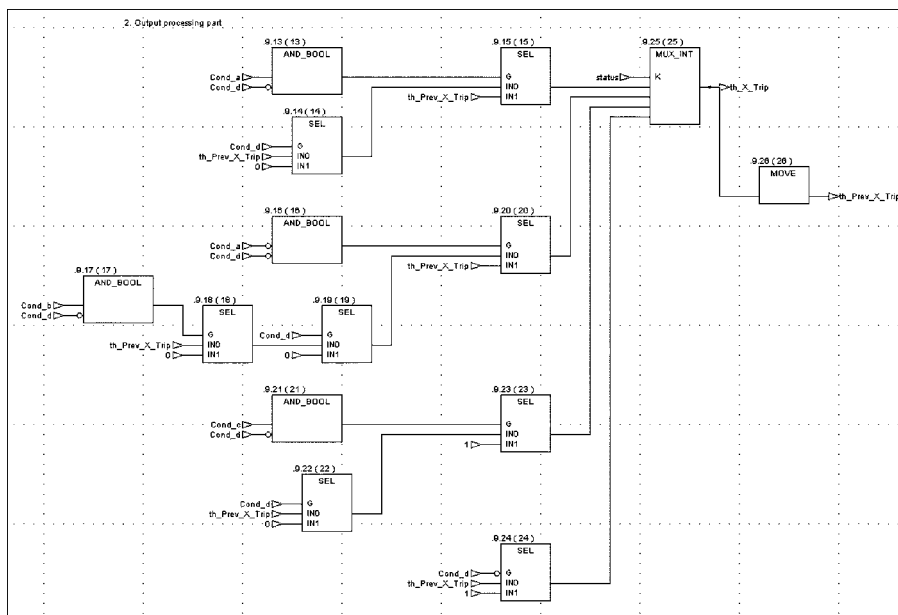 2. Output processing part
.9.13 (13)
AND_BOOL
Cond_a
Cond_d
.9.15 (15)
SEL
G
IN0
IN1
th_Prev_X_Trip
.9.25 (25)
MUX_INT
status
K
th_X_Trip
.9.14 (14)
SEL
Cond_d
G
th_Prev_X_Trip
IN0
0
IN1
.9.26 (26)
MOVE
th_Prev_X_Trip
.9.16 (16)
AND_BOOL
Cond_a
Cond_d
.9.20 (20)
SEL
G
IN0
th_Prev_X_Trip
IN1
.9.17 (17)
AND_BOOL
Cond_b
Cond_d
.9.18 (18)
SEL
G
th_Prev_X_Trip
IN0
0
IN1
.9.19 (19)
SEL
Cond_d
G
IN0
0
IN1
.9.21 (21)
AND_BOOL
Cond_c
Cond_d
.9.23 (23)
SEL
G
IN0
1
IN1
.9.22 (22)
SEL
Cond_d
G
th_Prev_X_Trip
IN0
0
IN1
.9.24 (24)
SEL
Cond_d
G
th_Prev_X_Trip
IN0
1
IN1